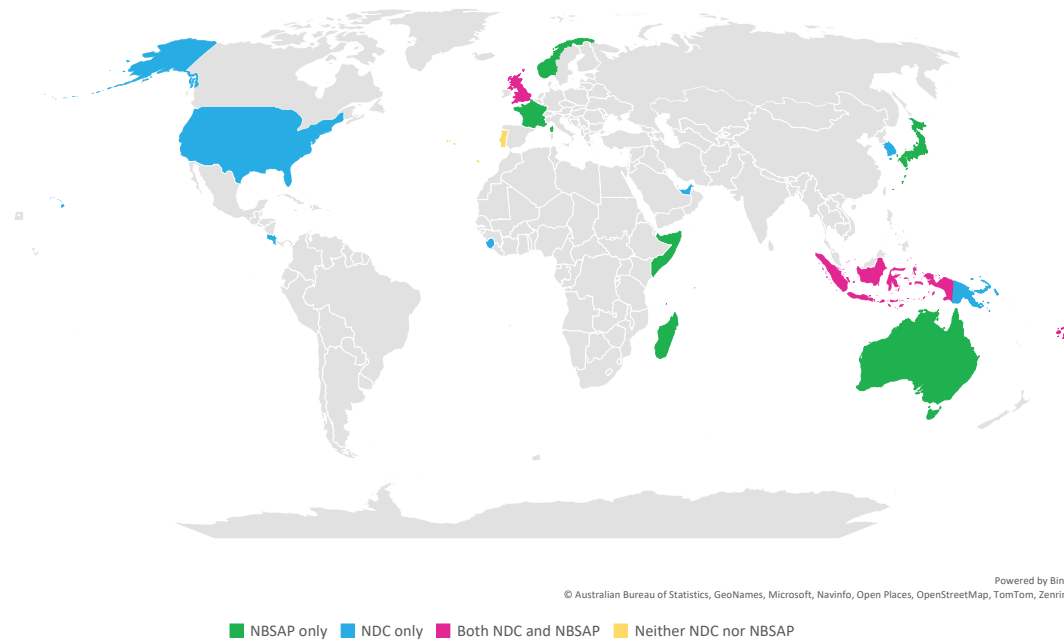 Powered by Bin
© Australian Bureau of Statistics, GeoNames, Microsoft, Navinfo, Open Places, OpenStreetMap, TomTom, Zenrin
NBSAP only NDC only Both NDC and NBSAP Neither NDC nor NBSAP